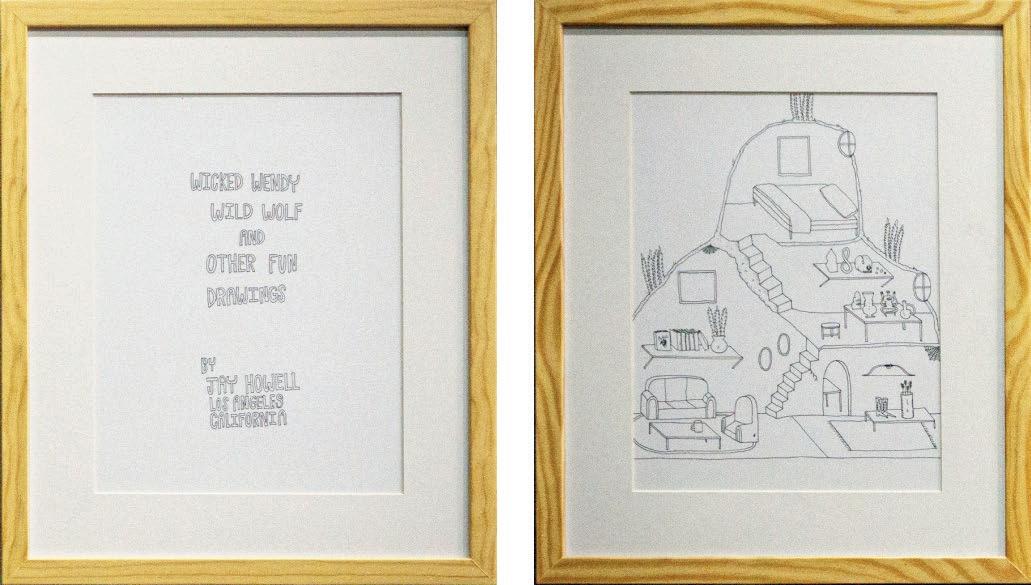 WICKED WENDY
WILD WOLF
AND
OTHER FUN
DRAWINGS
BY
JAY HOWELL
LOS ANGELES
CALIFORNIA